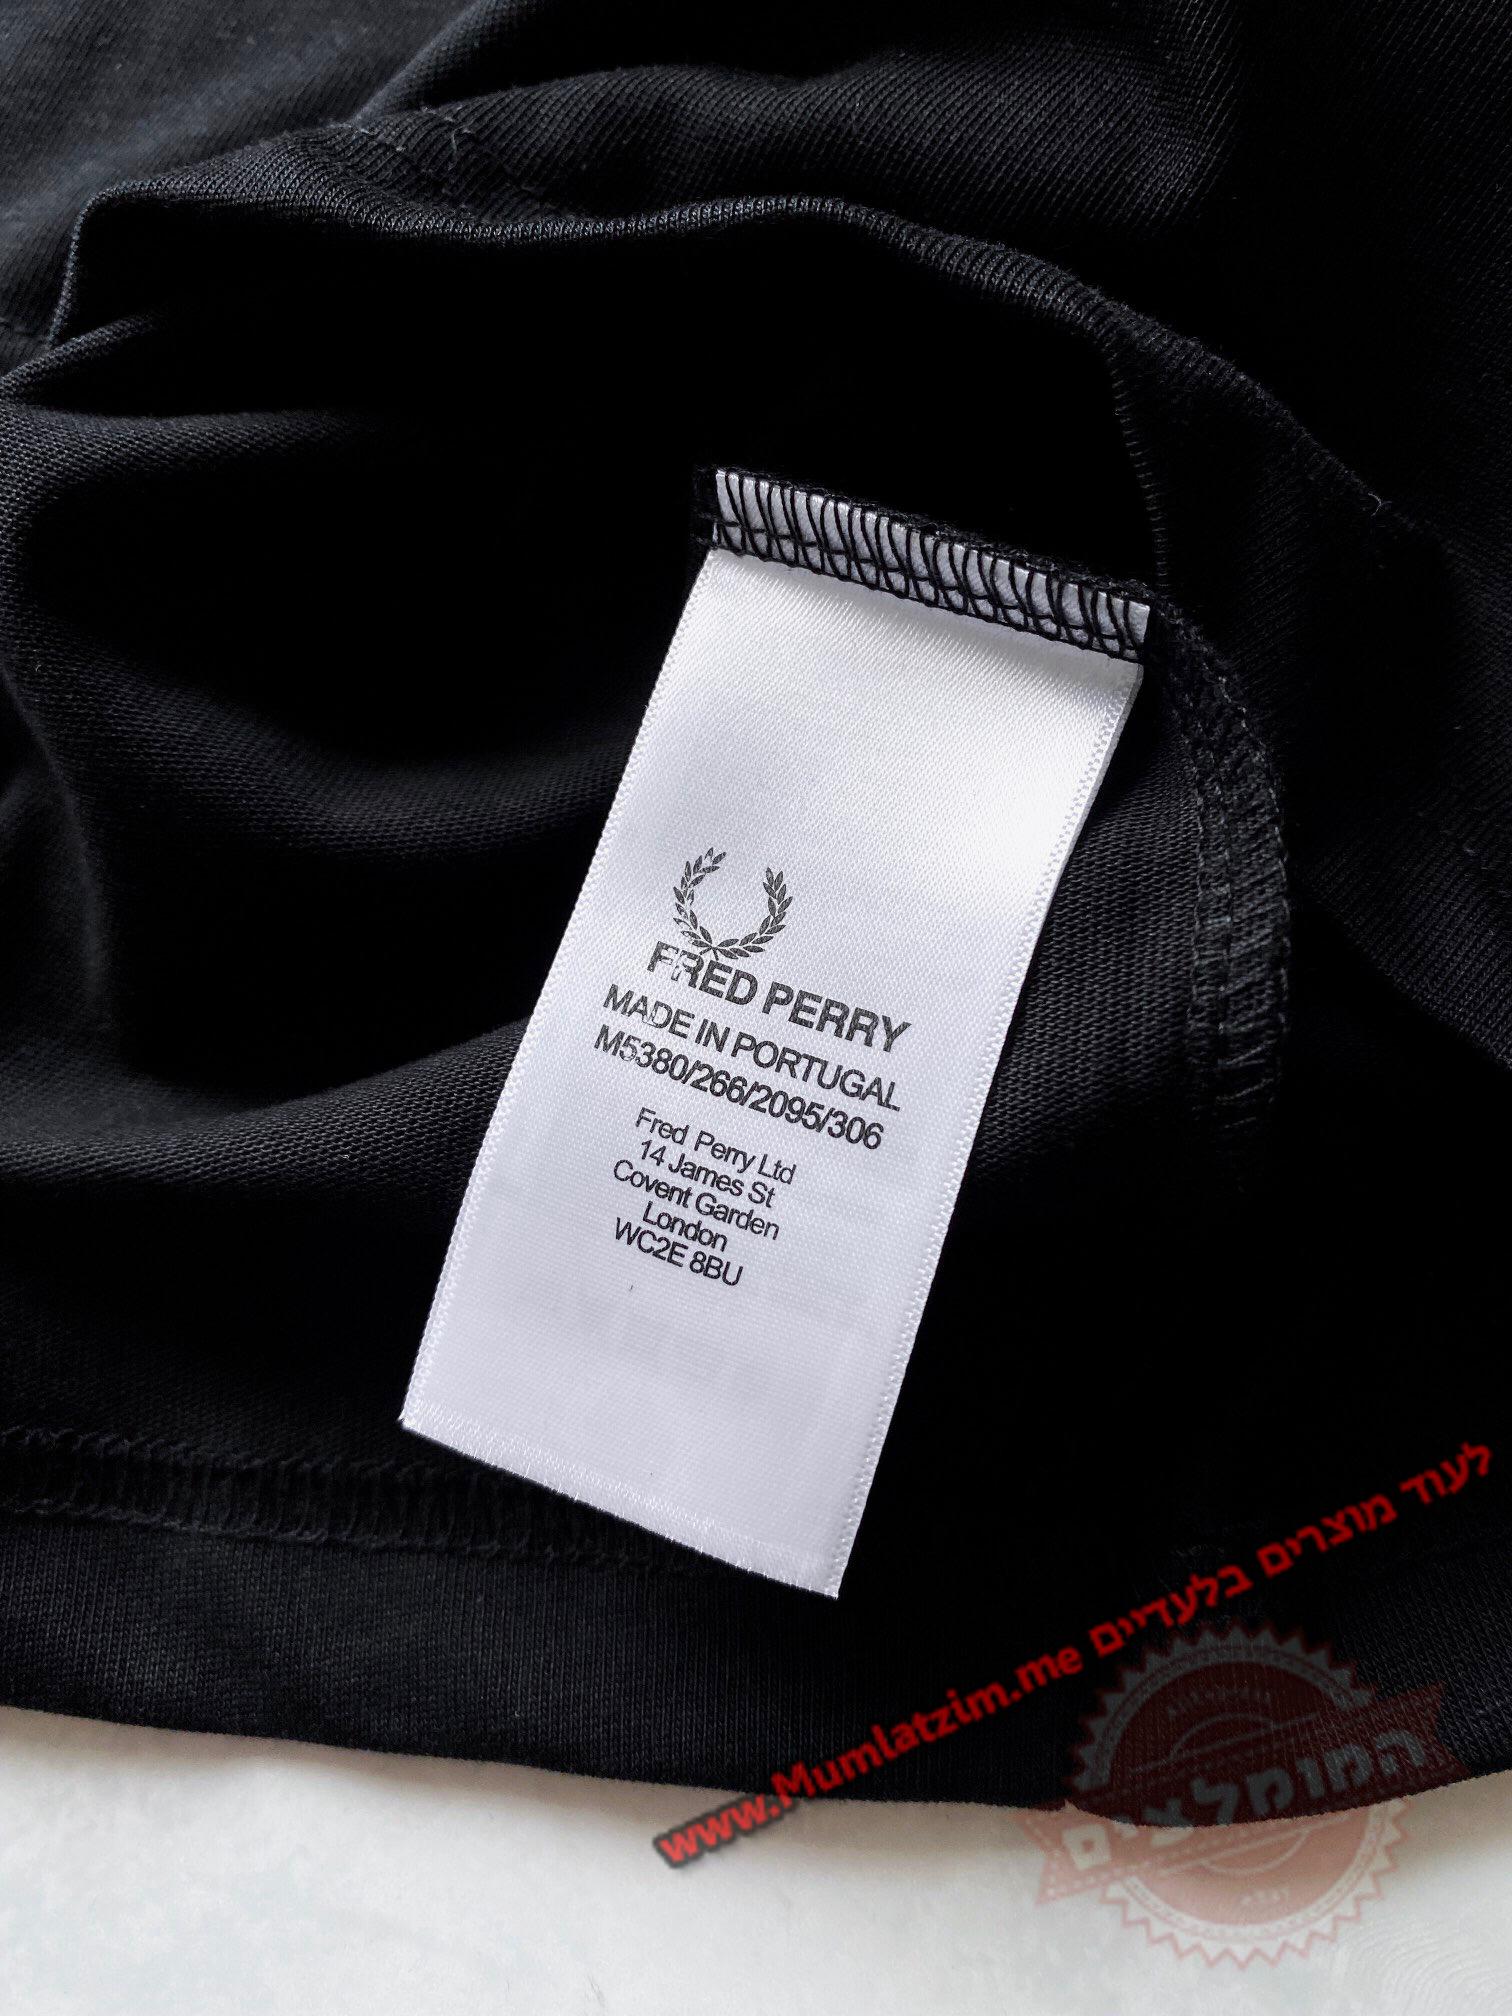 FRED PERRY
MADE IN PORTUGAL
M5380/266/2095/306
Fred Perry Ltd
14 James St
Covent Garden
London
WC2E 8BU
לעוד מוצרים בלעדיים www.Mumlatzim.me
המומלצים